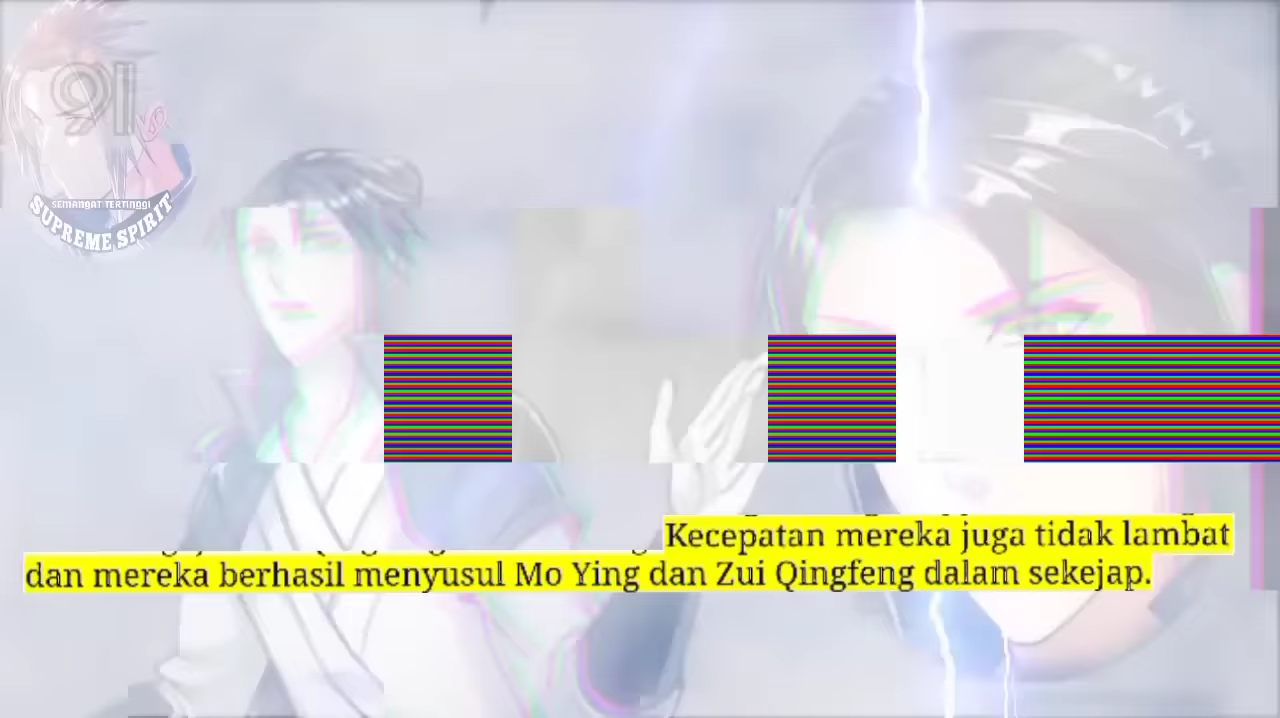 91
SEMANGAT TERTINGGI
SUPREME SPIRIT
Kecepatan mereka juga tidak lambat
dan mereka berhasil menyusul Mo Ying dan Zui Qingfeng dalam sekejap.